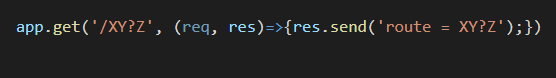 app.get('/XY?Z', (req, res)=>{res.send('route = XY?Z');})